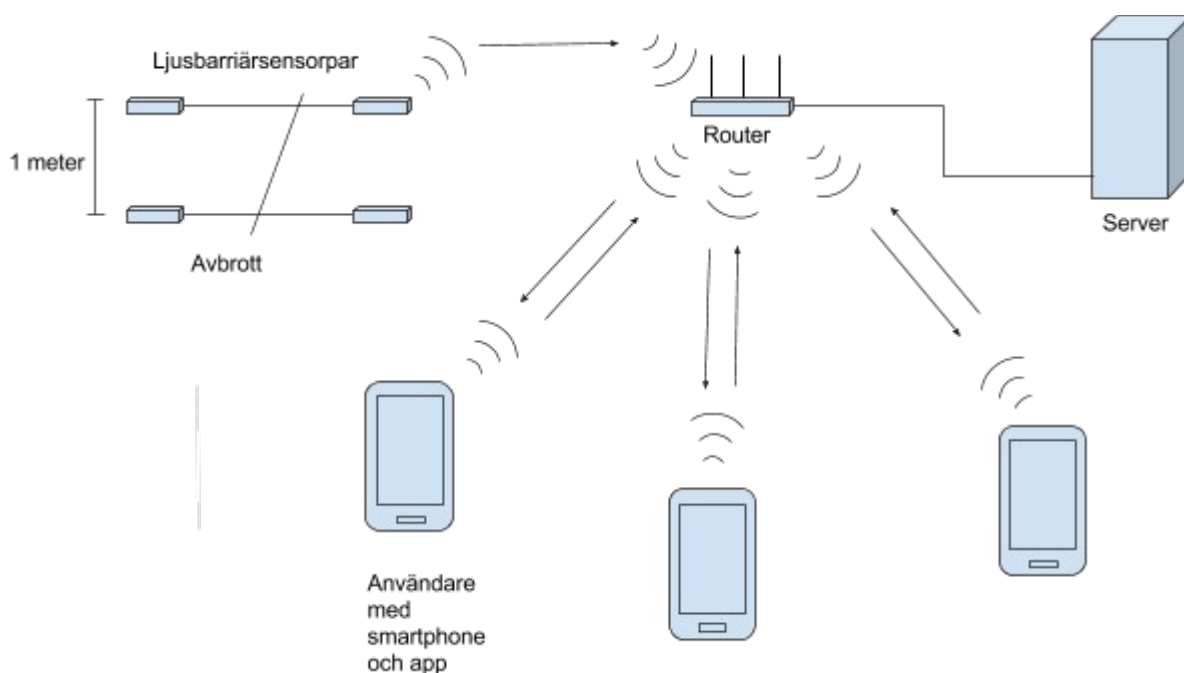 Ljusbarriärsensorpar
1 meter
Avbrott
Router
Server
Användare
med
smartphone
och app